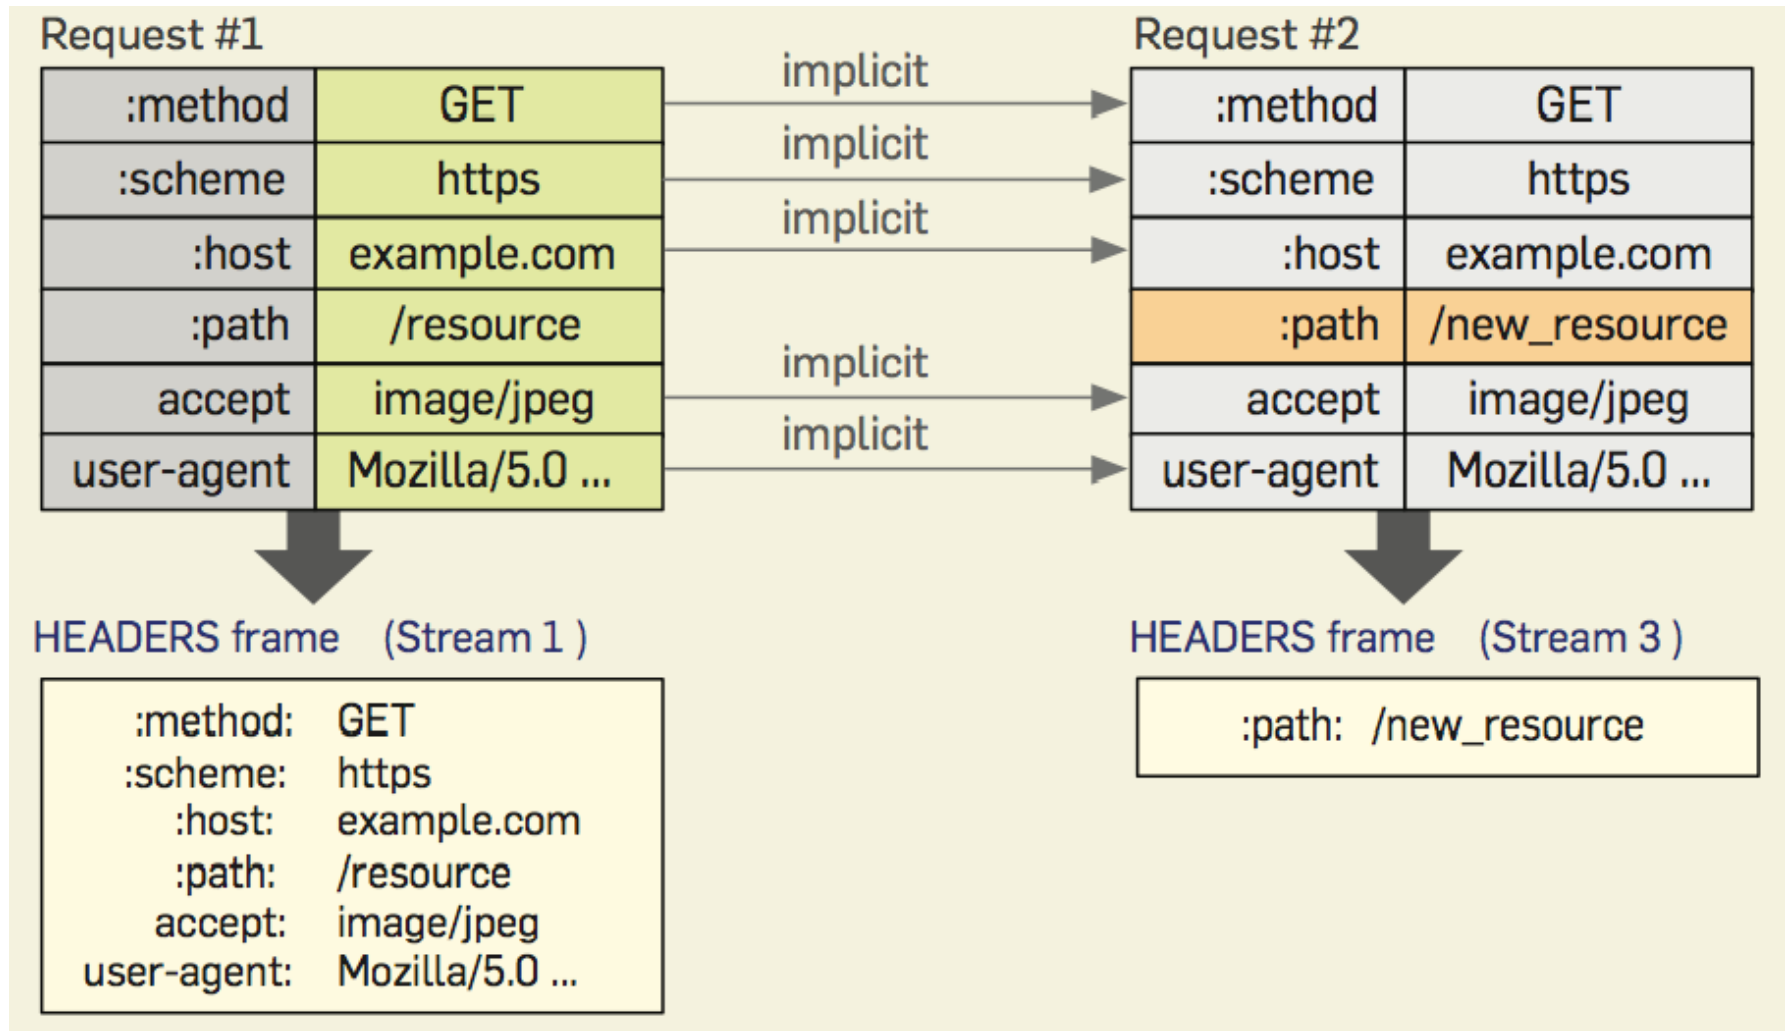 Request #1
:method GET
:scheme https
:host example.com
:path /resource
accept image/jpeg
user-agent Mozilla/5.0 ...
implicit
implicit
implicit
implicit
implicit
Request #2
:method GET
:scheme https
:host example.com
:path /new_resource
accept image/jpeg
user-agent Mozilla/5.0 ...
HEADERS frame (Stream 1 )
:method: GET
:scheme: https
:host: example.com
:path: /resource
accept: image/jpeg
user-agent: Mozilla/5.0 ...
HEADERS frame (Stream 3 )
:path: /new_resource